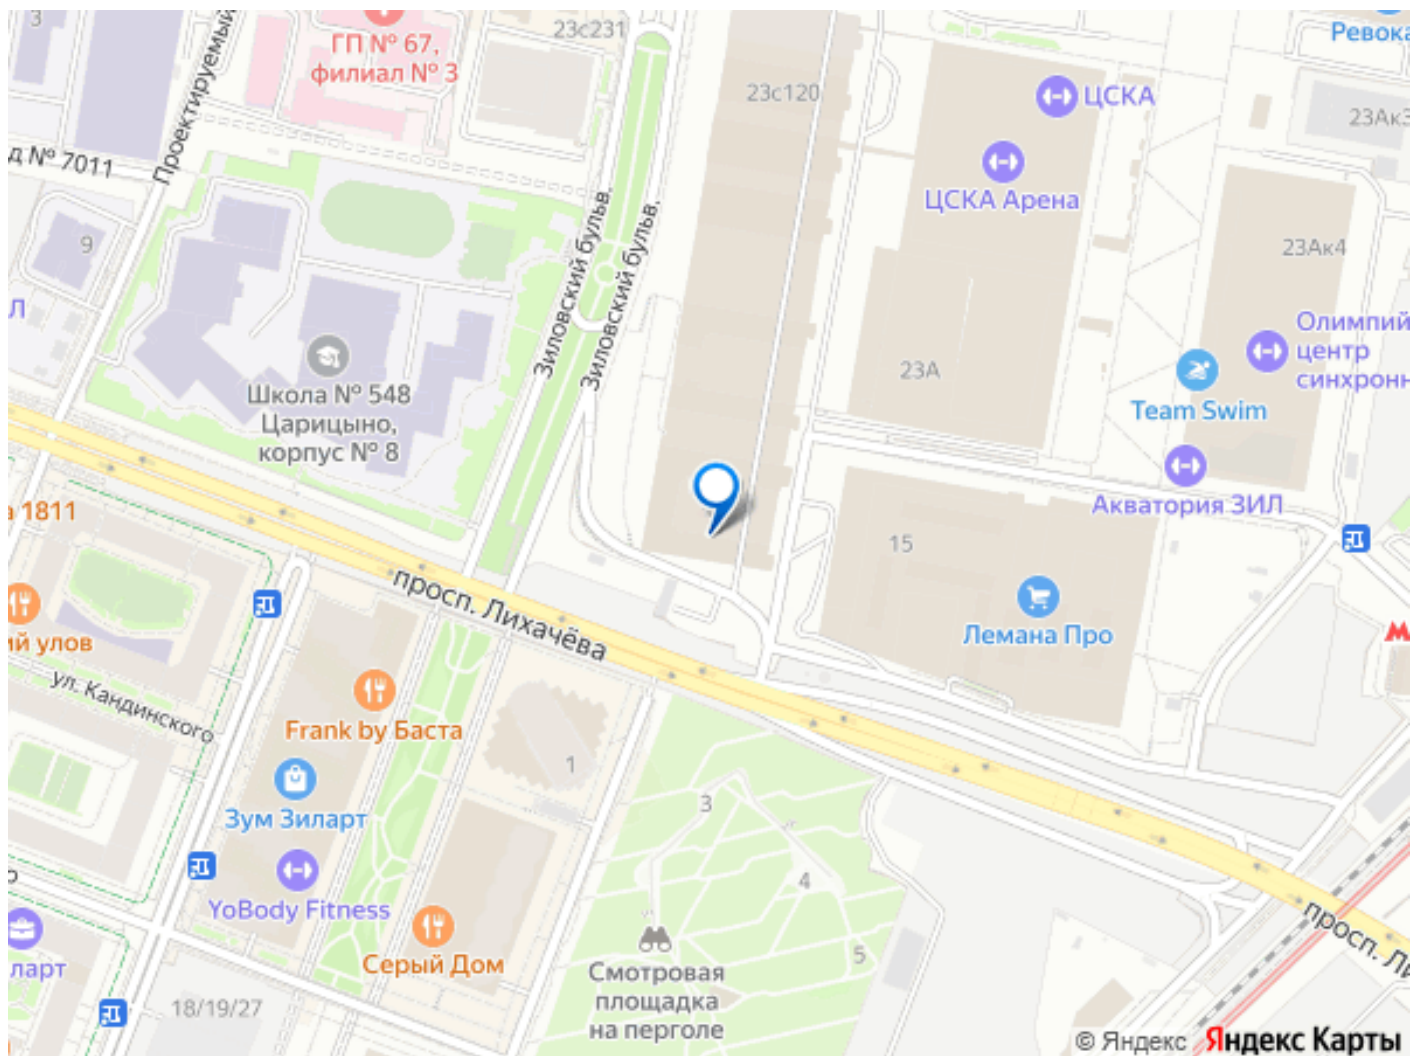 3
ГП № 67,
филиал № 3
23с231
Проектируемый
д № 7011
9
Л
23с120
ЦСКА
ЦСКА Арена
Ревока
23Ак3
23Ак4
Зиловский бульв.
Зиловский бульв.
Школа № 548
Царицыно,
корпус № 8
23А
Олимпий
центр
синхронн
Team Swim
Акватория ЗИЛ
15
Лемана Про
М
а 1811
ий улов
ул. Кандинского
просп. Лихачёва
Frank by Баста
1
Зум Зиларт
YoBody Fitness
Серый Дом
3
4
5
Смотровая
площадка
на перголе
ларт
18/19/27
о
просп. Ли
© Яндекс Яндекс Карты